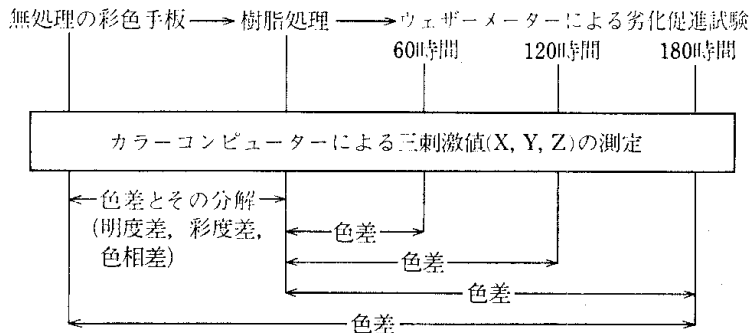 無処理の彩色手板→樹脂処理→ウェザーメーターによる劣化促進試験
60時間 120時間 180時間
カラーコンピューターによる三刺激値(X, Y, Z)の測定
色差とその分解
(明度差, 彩度差,
色相差)
色差
色差
色差
色差